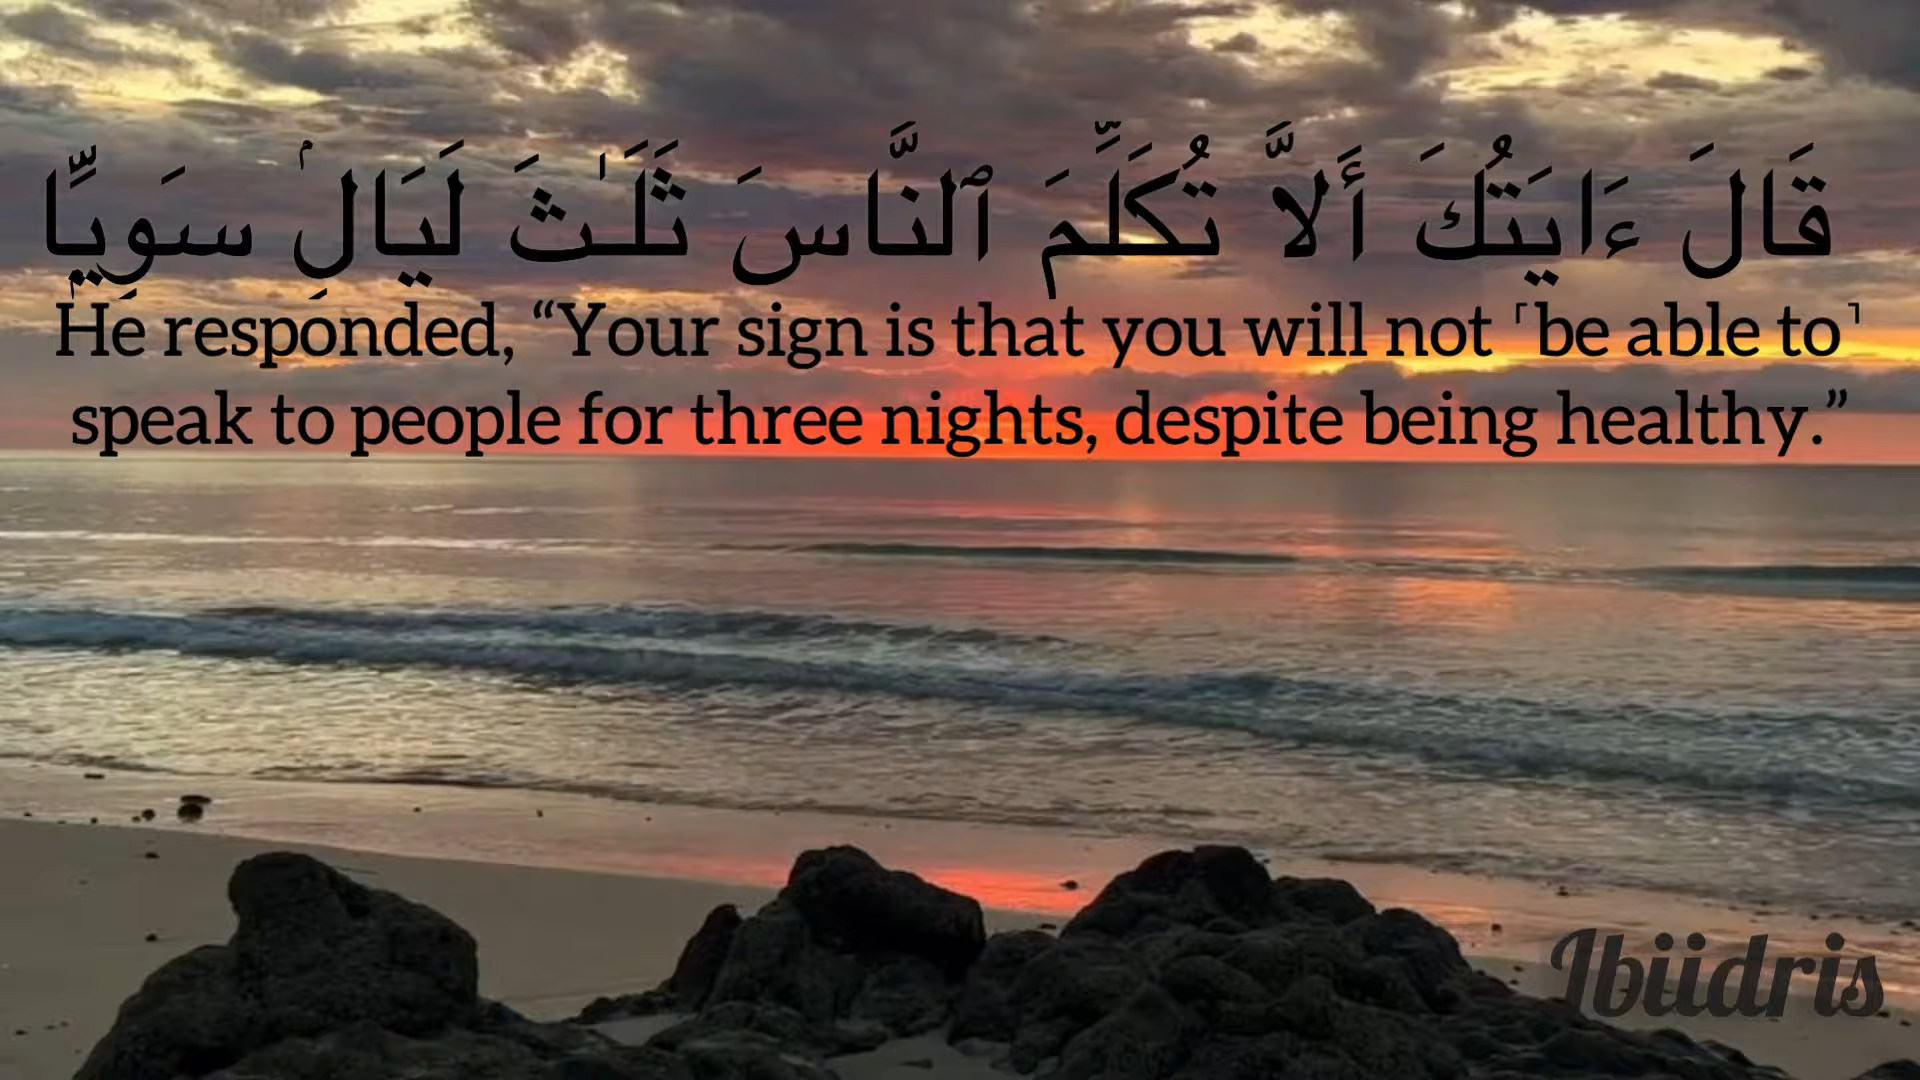 قَالَ ءَايَتُكَ أَلاَّ تُكَلِّمَ ٱلنَّاسَ ثَلَـٰثَ لَيَالٍۢ سَوِيًّا
He responded, “Your sign is that you will not ˹be able to˺
speak to people for three nights, despite being healthy.”
Ibiidris